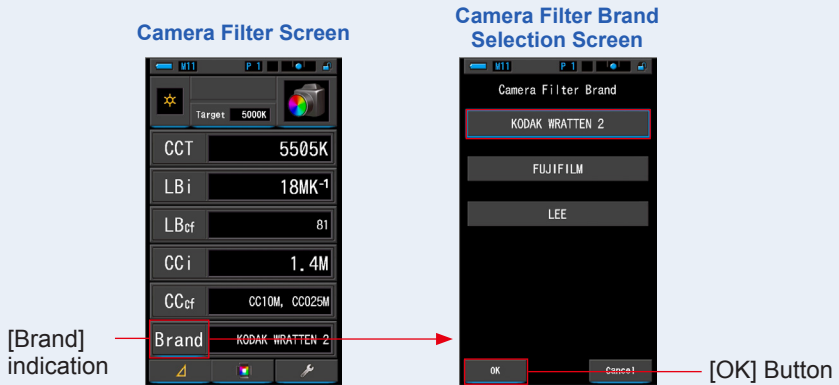 Camera Filter Screen
Camera Filter Brand
Selection Screen
M11 P 1
Target 5000K
CCT 5505K
LBi 18MK⁻¹
LBcf 81
CCi 1.4M
CCcf CC10M, CC025M
Brand KODAK WRATTEN 2
[Brand]
indication
M11 P 1
Camera Filter Brand
KODAK WRATTEN 2
FUJIFILM
LEE
OK Cancel
[OK] Button